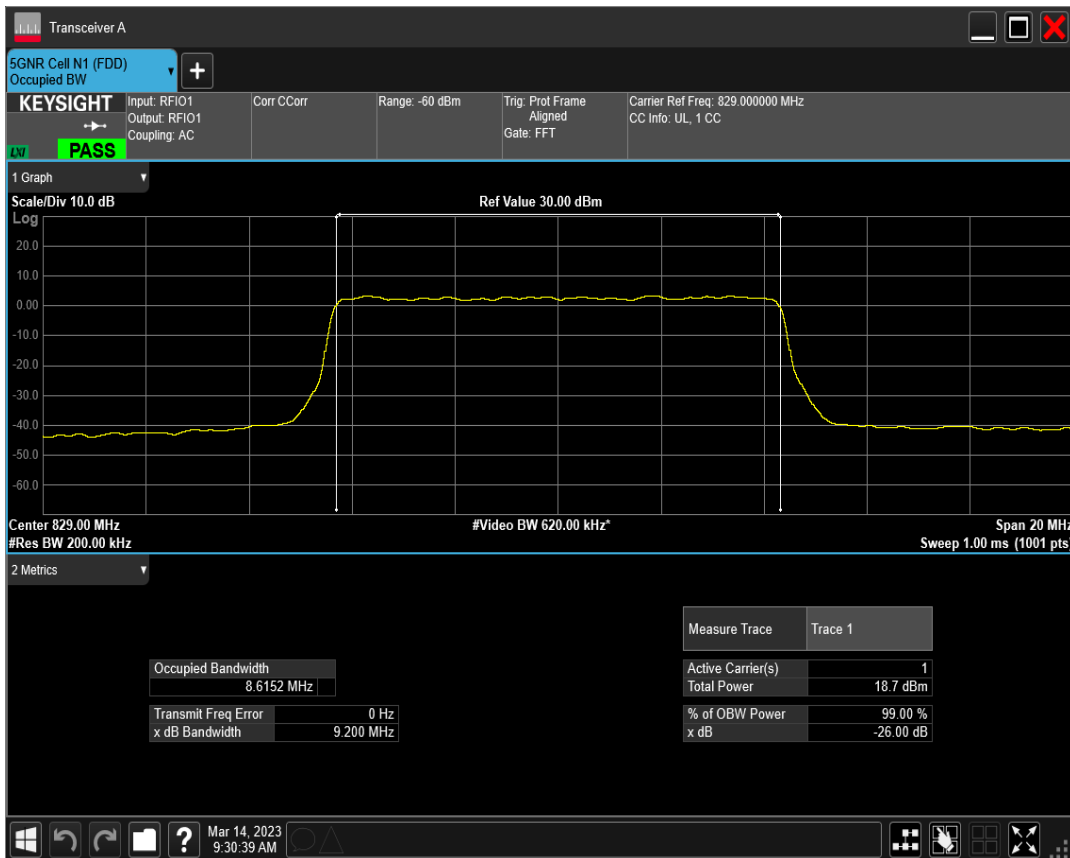 Transceiver A
5GNR Cell N1 (FDD)
Occupied BW
KEYSIGHT
LXI
PASS
Input: RFIO1
Output: RFIO1
Coupling: AC
Corr CCorr
Range: -60 dBm
Trig: Prot Frame
Aligned
Gate: FFT
Carrier Ref Freq: 829.000000 MHz
CC Info: UL, 1 CC
1 Graph
Scale/Div 10.0 dB
Ref Value 30.00 dBm
Log
20.0
10.0
0.00
-10.0
-20.0
-30.0
-40.0
-50.0
-60.0
Center 829.00 MHz
#Video BW 620.00 kHz*
Span 20 MHz
#Res BW 200.00 kHz
Sweep 1.00 ms (1001 pts)
2 Metrics
Measure Trace Trace 1
Occupied Bandwidth
8.6152 MHz
Active Carrier(s) 1
Total Power 18.7 dBm
Transmit Freq Error 0 Hz
x dB Bandwidth 9.200 MHz
% of OBW Power 99.00 %
x dB -26.00 dB
?
Mar 14, 2023
9:30:39 AM